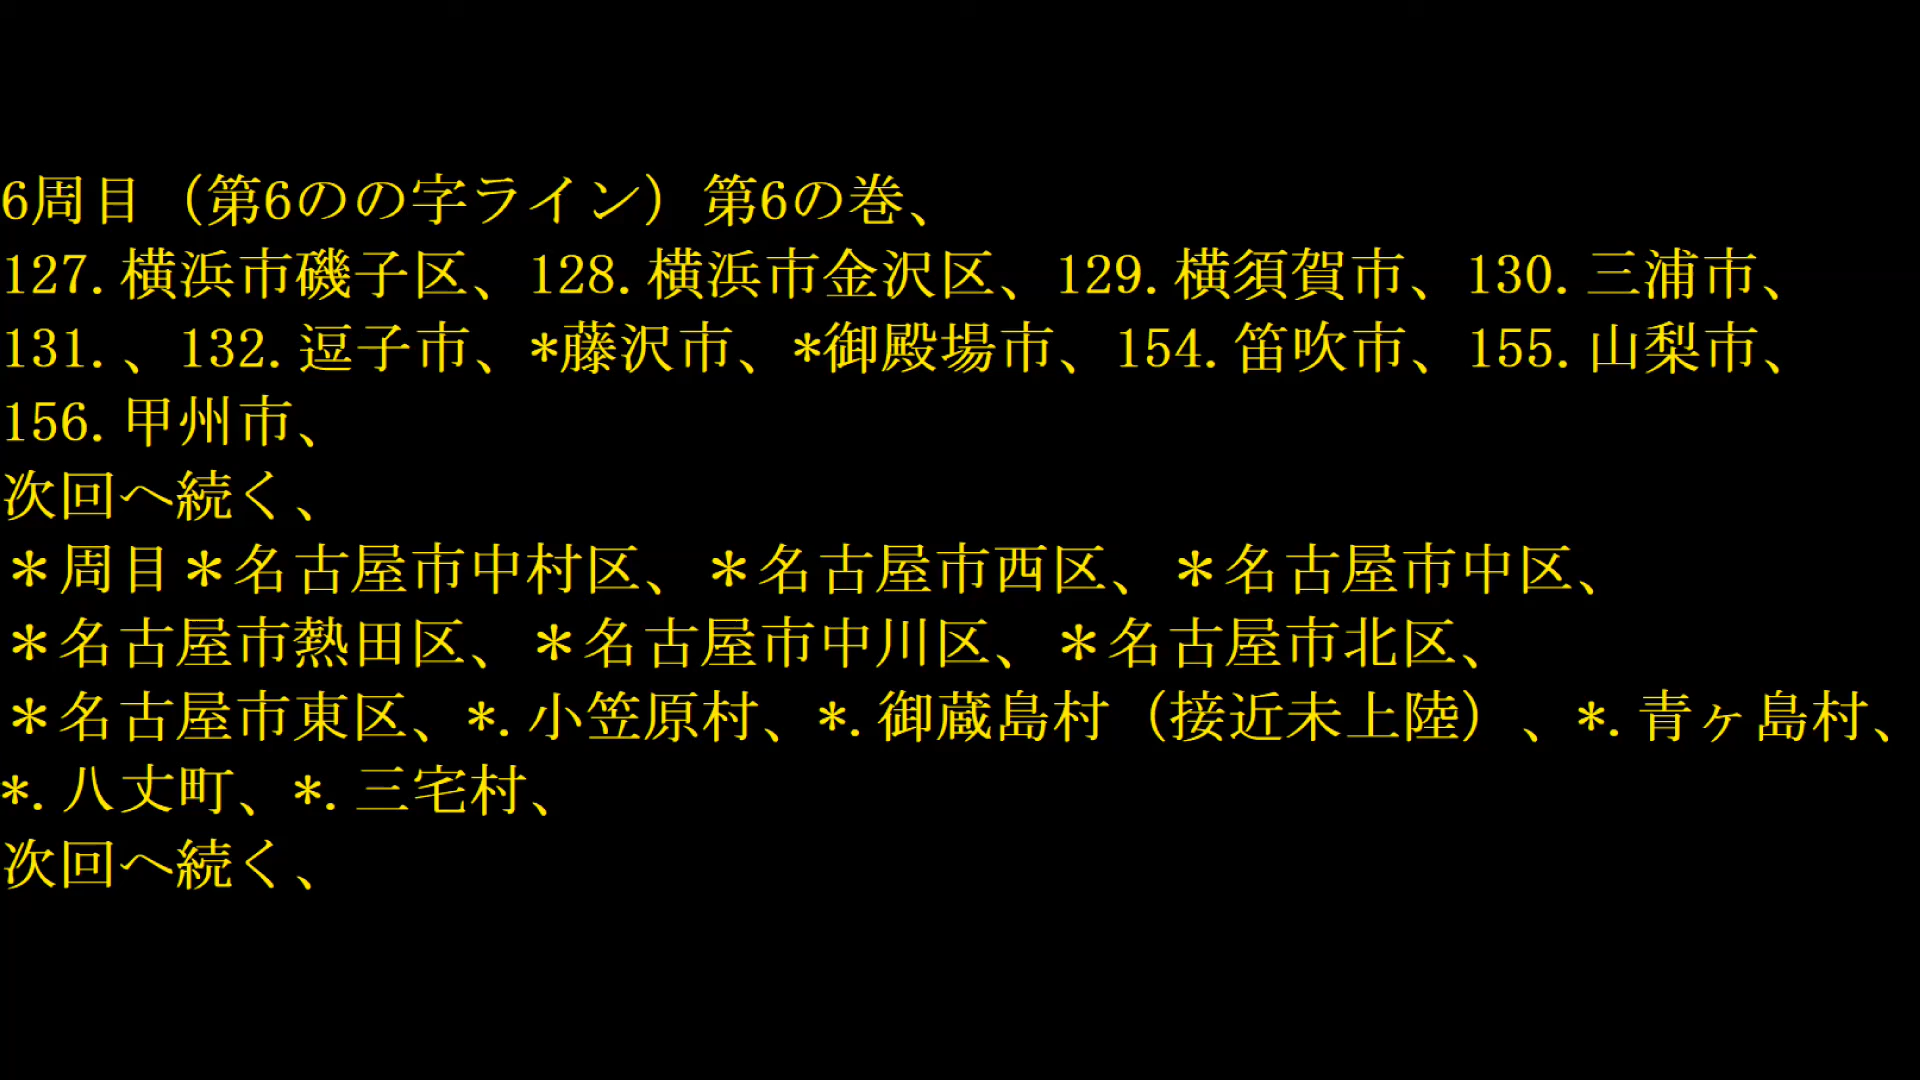 6周目（第6のの字ライン）第6の巻、
127.横浜市磯子区、128.横浜市金沢区、129.横須賀市、130.三浦市、
131.、132.逗子市、*藤沢市、*御殿場市、154.笛吹市、155.山梨市、
156.甲州市、
次回へ続く、
＊周目＊名古屋市中村区、＊名古屋市西区、＊名古屋市中区、
＊名古屋市熱田区、＊名古屋市中川区、＊名古屋市北区、
＊名古屋市東区、*.小笠原村、*.御蔵島村（接近未上陸）、*.青ヶ島村、
*.八丈町、*.三宅村、
次回へ続く、